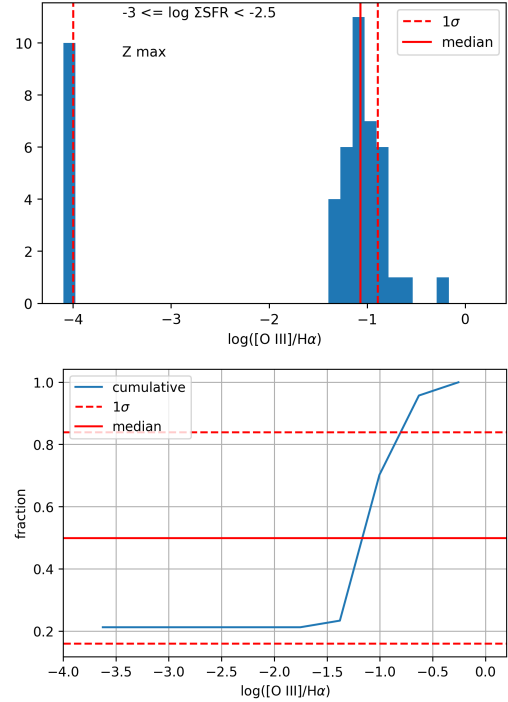 -3 <= log ΣSFR < -2.5
Z max
1σ
median
10
8
6
4
2
0
−4 −3 −2 −1 0
log([O III]/Hα)
cumulative
1σ
median
1.0
0.8
0.6
0.4
0.2
fraction
−4.0 −3.5 −3.0 −2.5 −2.0 −1.5 −1.0 −0.5 0.0
log([O III]/Hα)